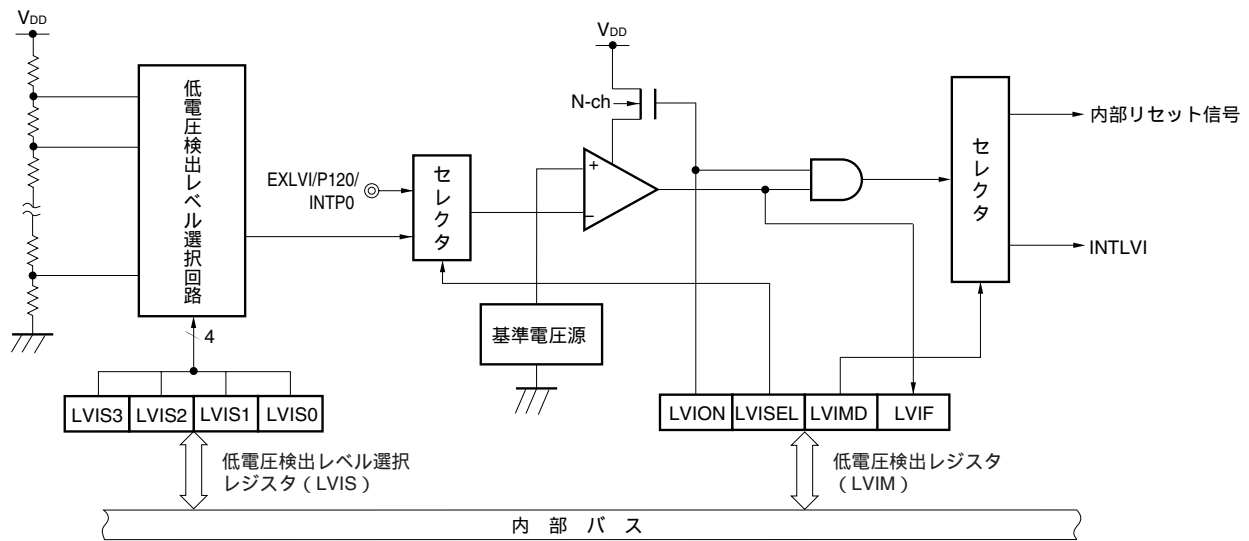 VDD
低電圧検出レベル選択回路
EXLVI/P120/
INTP0
セレクタ
VDD
N-ch
+
−
基準電圧源
セレクタ
内部リセット信号
INTLVI
4
LVIS3 LVIS2 LVIS1 LVIS0
低電圧検出レベル選択
レジスタ（LVIS）
LVION LVISEL LVIMD LVIF
低電圧検出レジスタ
（LVIM）
内 部 バ ス